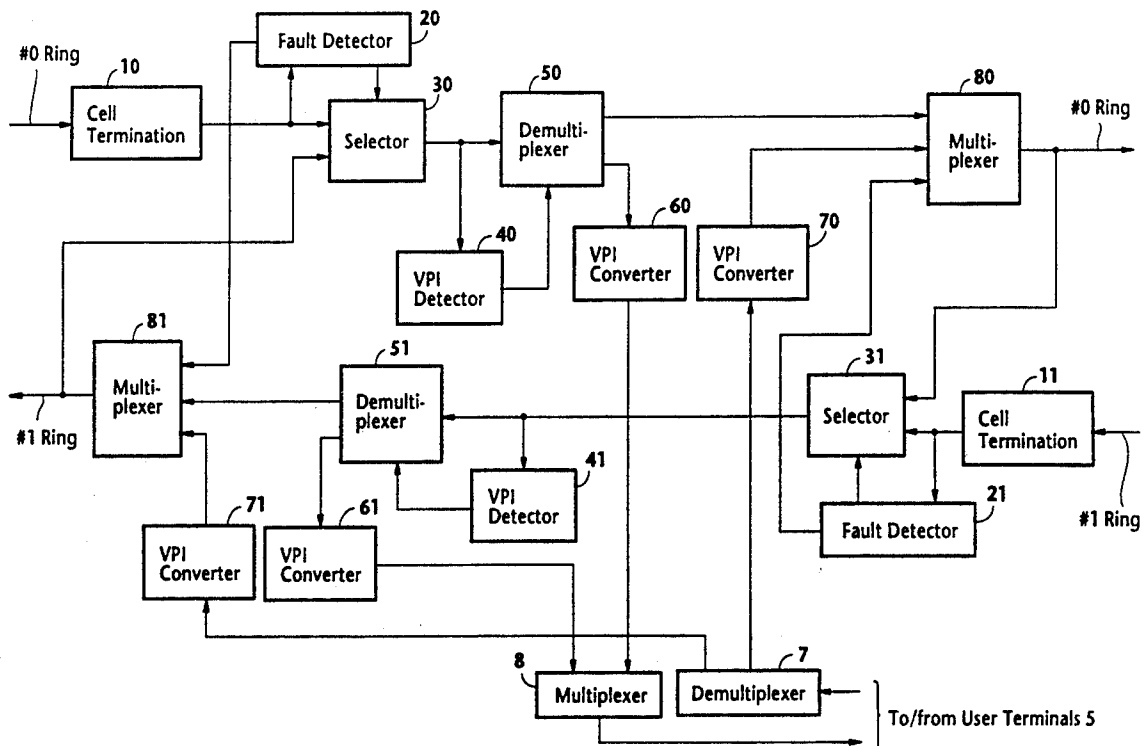 20
#0 Ring
10
Fault Detector
30
50
80
Cell
Termination
Selector
Demulti-
plexer
Multi-
plexer
#0 Ring
40
60
70
VPI
Detector
VPI
Converter
VPI
Converter
81
51
31
11
Multi-
plexer
Demulti-
plexer
Selector
Cell
Termination
#1 Ring
41
VPI
Detector
71
61
21
Fault Detector
#1 Ring
VPI
Converter
VPI
Converter
8
7
Multiplexer
Demultiplexer
To/from User Terminals 5